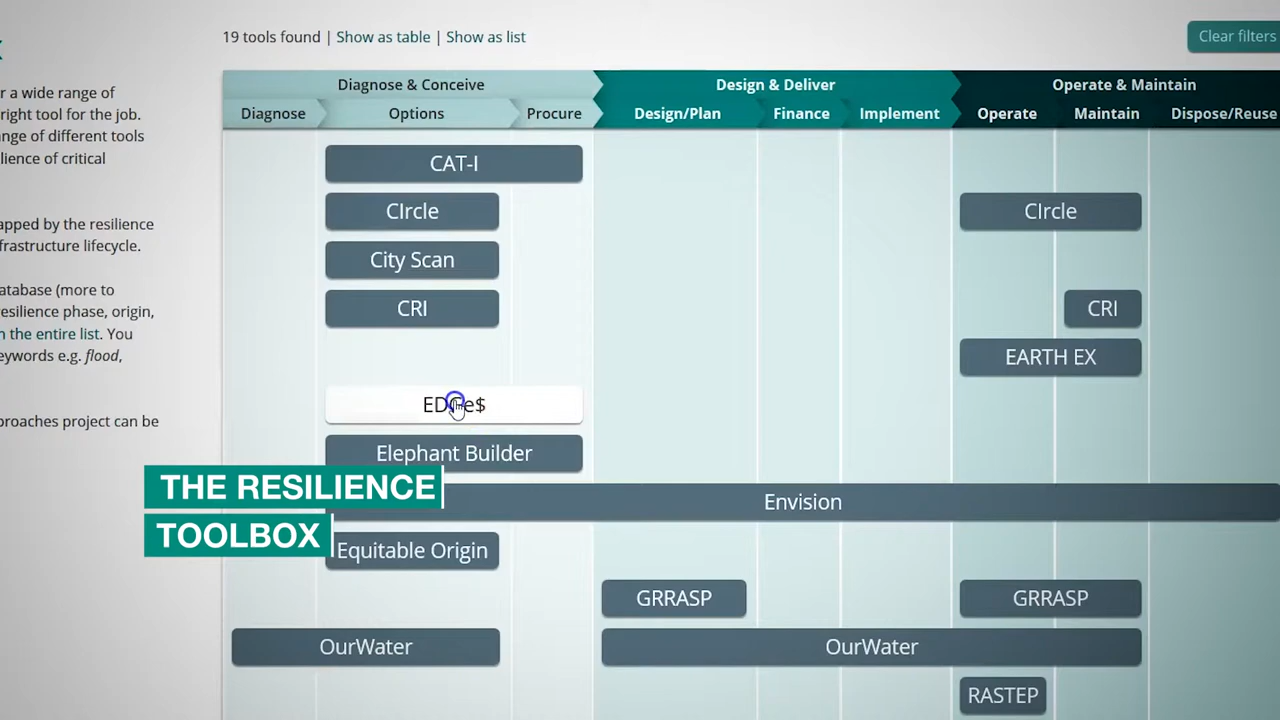 19 tools found | Show as table | Show as list
Clear filters
r a wide range of
right tool for the job.
nge of different tools
lience of critical
apped by the resilience
frastructure lifecycle.
atabase (more to
resilience phase, origin,
n the entire list. You
eywords e.g. flood,
proaches project can be
Diagnose & Conceive
Design & Deliver
Operate & Maintain
Diagnose
Options
Procure
Design/Plan
Finance
Implement
Operate
Maintain
Dispose/Reuse
CAT-I
CIrcle
CIrcle
City Scan
CRI
CRI
EARTH EX
EDGe$
Elephant Builder
THE RESILIENCE
TOOLBOX
Envision
Equitable Origin
GRRASP
GRRASP
OurWater
OurWater
RASTEP